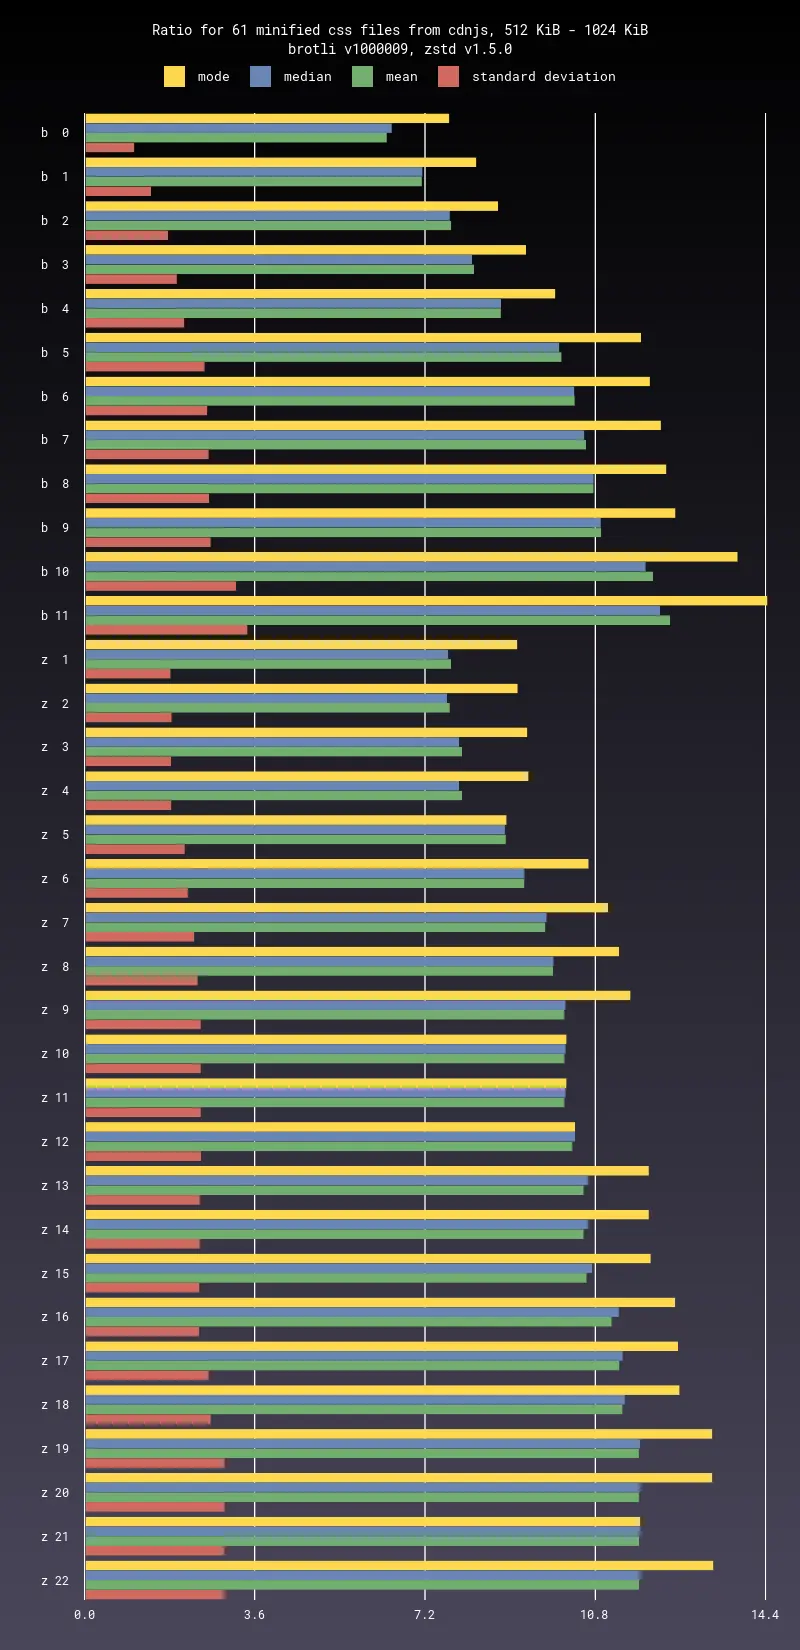 Ratio for 61 minified css files from cdnjs, 512 KiB - 1024 KiB
brotli v1000009, zstd v1.5.0
mode median mean standard deviation
b 0
b 1
b 2
b 3
b 4
b 5
b 6
b 7
b 8
b 9
b 10
b 11
z 1
z 2
z 3
z 4
z 5
z 6
z 7
z 8
z 9
z 10
z 11
z 12
z 13
z 14
z 15
z 16
z 17
z 18
z 19
z 20
z 21
z 22
0.0 3.6 7.2 10.8 14.4